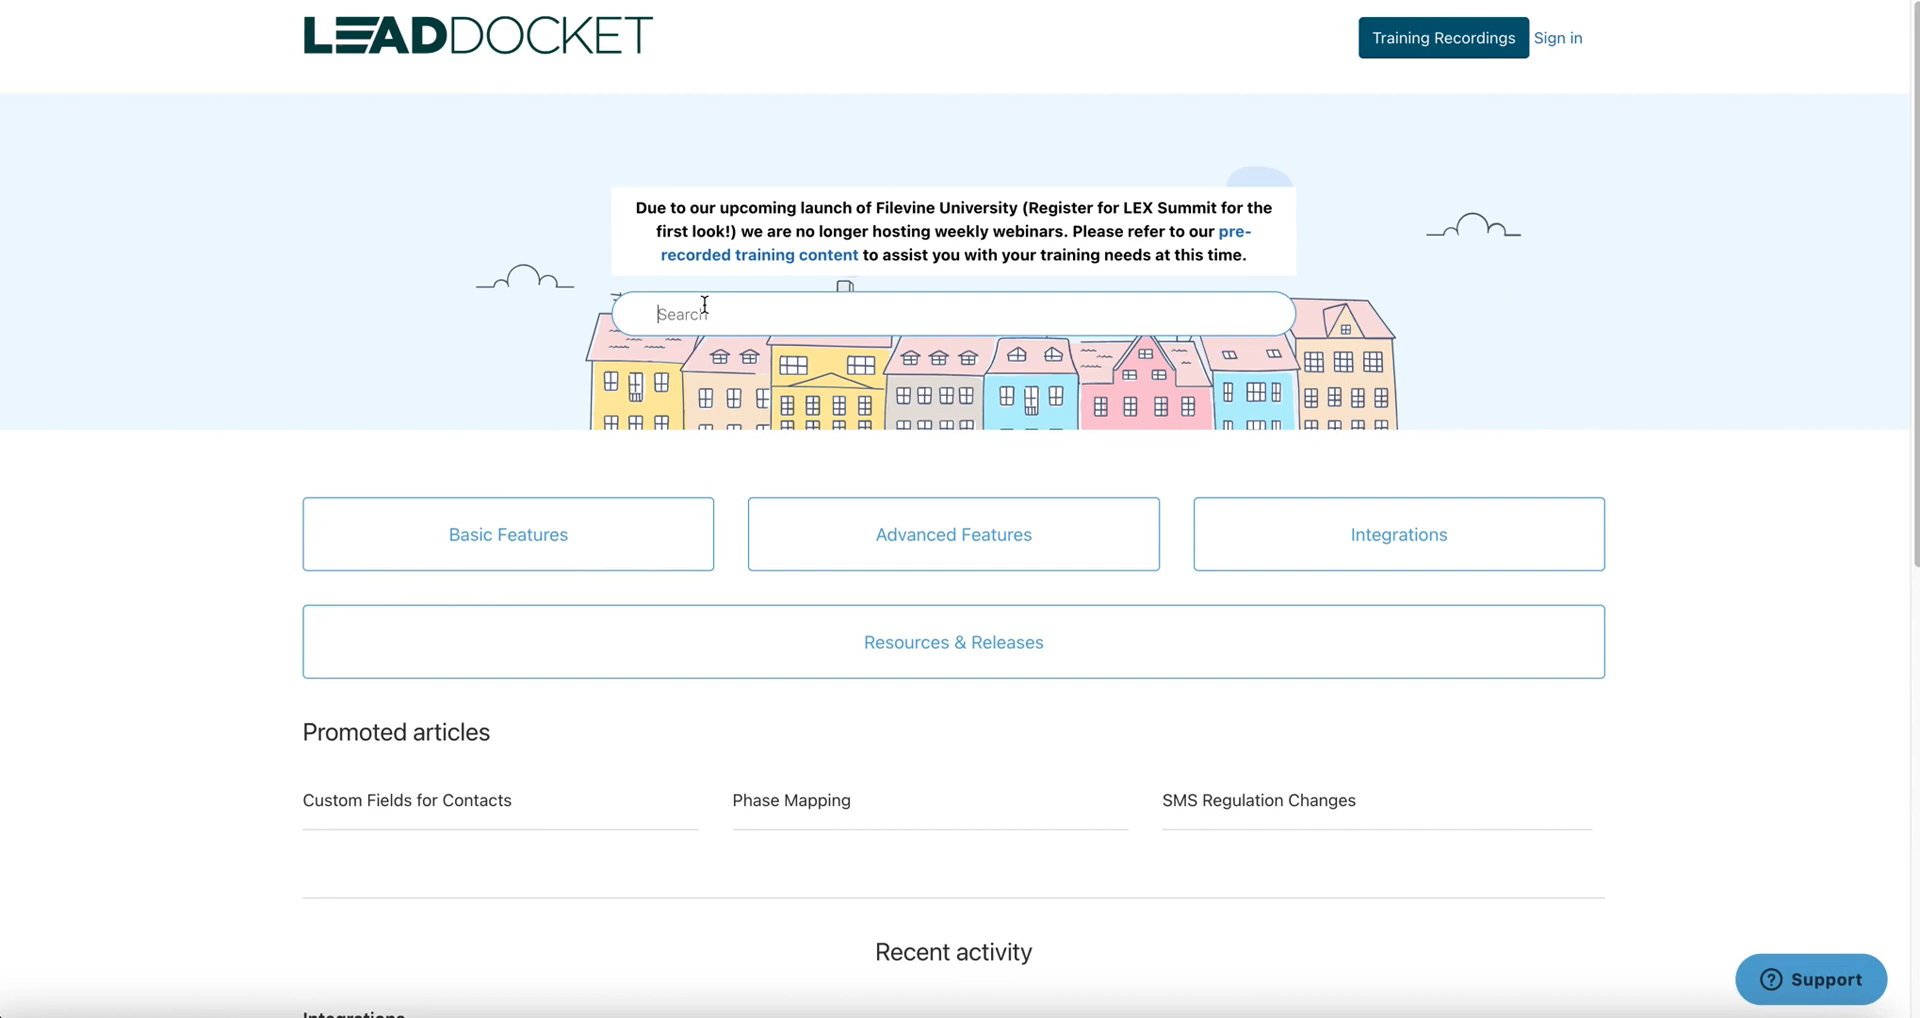 LEADDOCKET
Training Recordings
Sign in
Due to our upcoming launch of Filevine University (Register for LEX Summit for the
first look!) we are no longer hosting weekly webinars. Please refer to our pre-
recorded training content to assist you with your training needs at this time.
Search
Basic Features
Advanced Features
Integrations
Resources & Releases
Promoted articles
Custom Fields for Contacts
Phase Mapping
SMS Regulation Changes
Recent activity
Support
Integrations